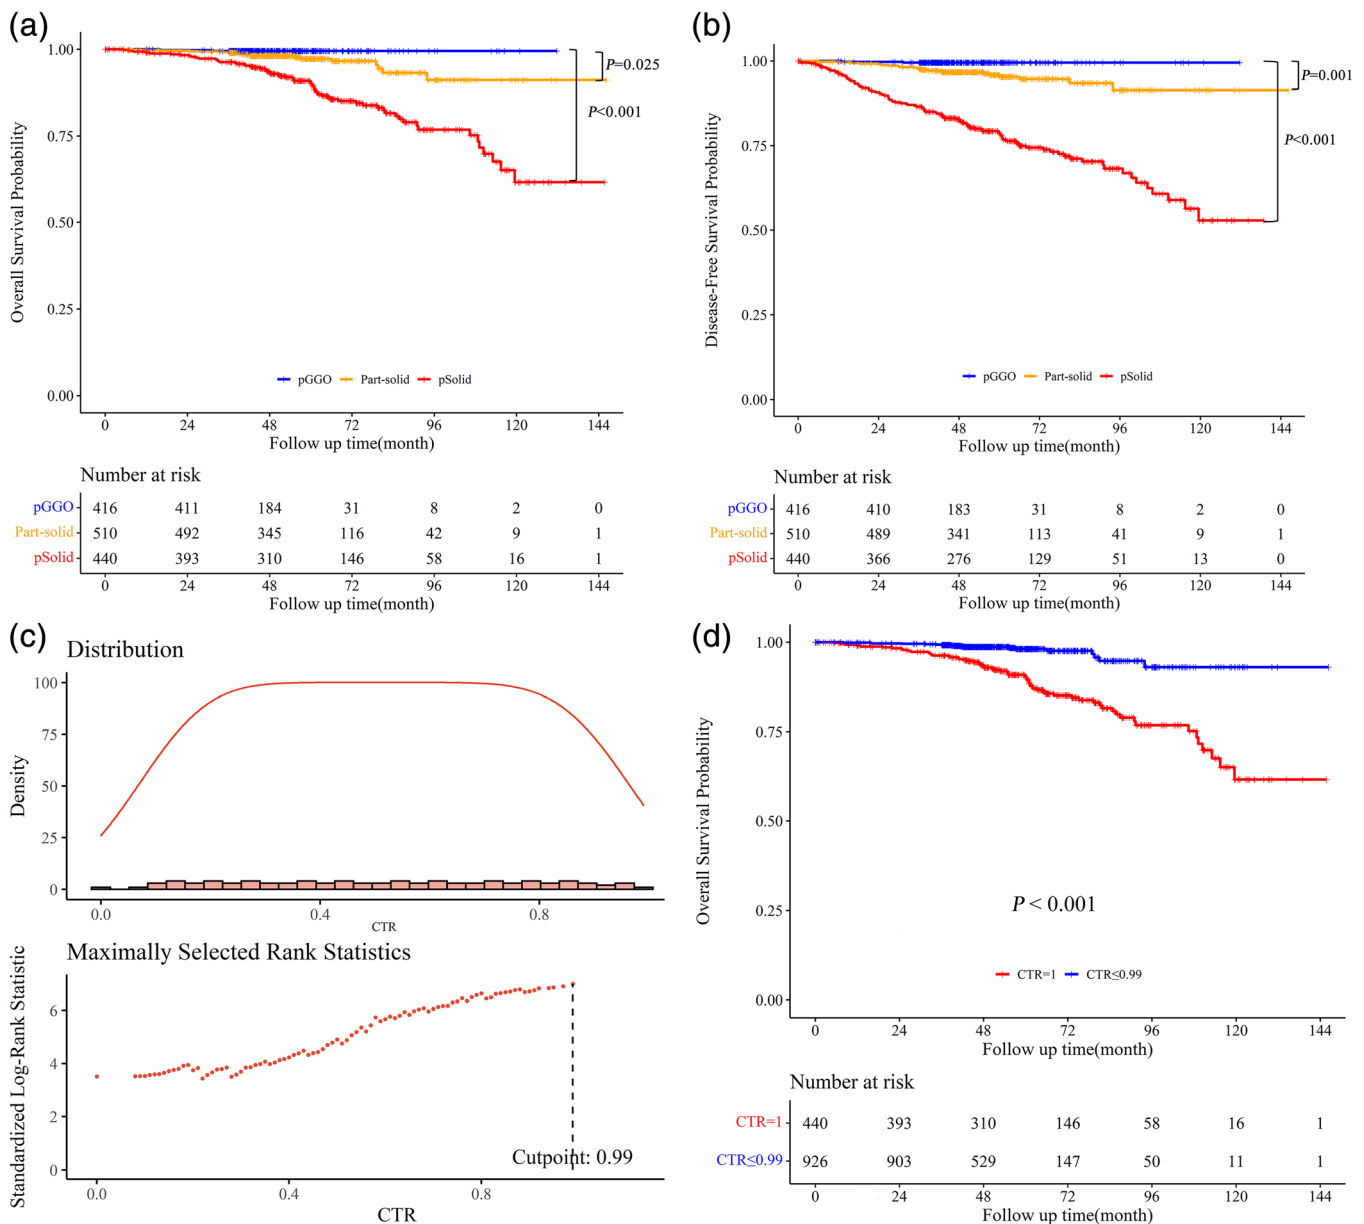 (a)
Overall Survival Probability
1.00
0.75
0.50
0.25
0.00
P=0.025
P<0.001
pGGO Part-solid pSolid
0 24 48 72 96 120 144
Follow up time(month)
Number at risk
pGGO 416 411 184 31 8 2 0
Part-solid 510 492 345 116 42 9 1
pSolid 440 393 310 146 58 16 1
0 24 48 72 96 120 144
Follow up time(month)
(b)
Disease-Free Survival Probability
1.00
0.75
0.50
0.25
0.00
P=0.001
P<0.001
pGGO Part-solid pSolid
0 24 48 72 96 120 144
Follow up time(month)
Number at risk
pGGO 416 410 183 31 8 2 0
Part-solid 510 489 341 113 41 9 1
pSolid 440 366 276 129 51 13 0
0 24 48 72 96 120 144
Follow up time(month)
(c)
Distribution
Density
100
75
50
25
0
0.0 0.4 0.8
CTR
Maximally Selected Rank Statistics
Standardized Log-Rank Statistic
6
4
2
0
Cutpoint: 0.99
0.0 0.4 0.8
CTR
(d)
Overall Survival Probability
1.00
0.75
0.50
0.25
0.00
P < 0.001
CTR=1 CTR≤0.99
0 24 48 72 96 120 144
Follow up time(month)
Number at risk
CTR=1 440 393 310 146 58 16 1
CTR≤0.99 926 903 529 147 50 11 1
0 24 48 72 96 120 144
Follow up time(month)